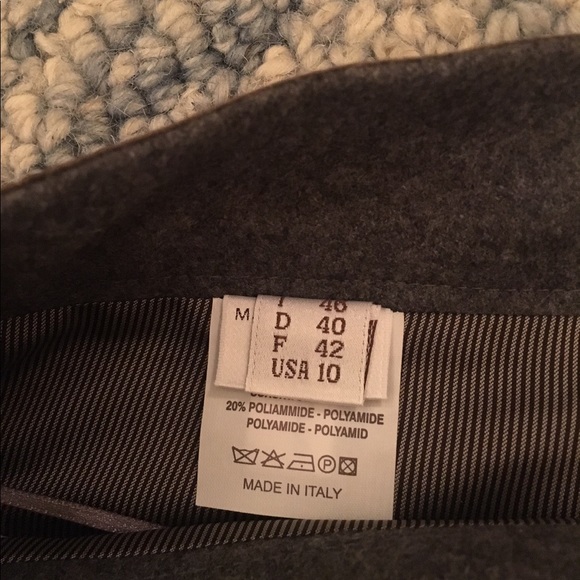 I 46
D 40
F 42
USA 10
M
20% POLIAMMIDE - POLYAMIDE
POLYAMIDE - POLYAMID
MADE IN ITALY